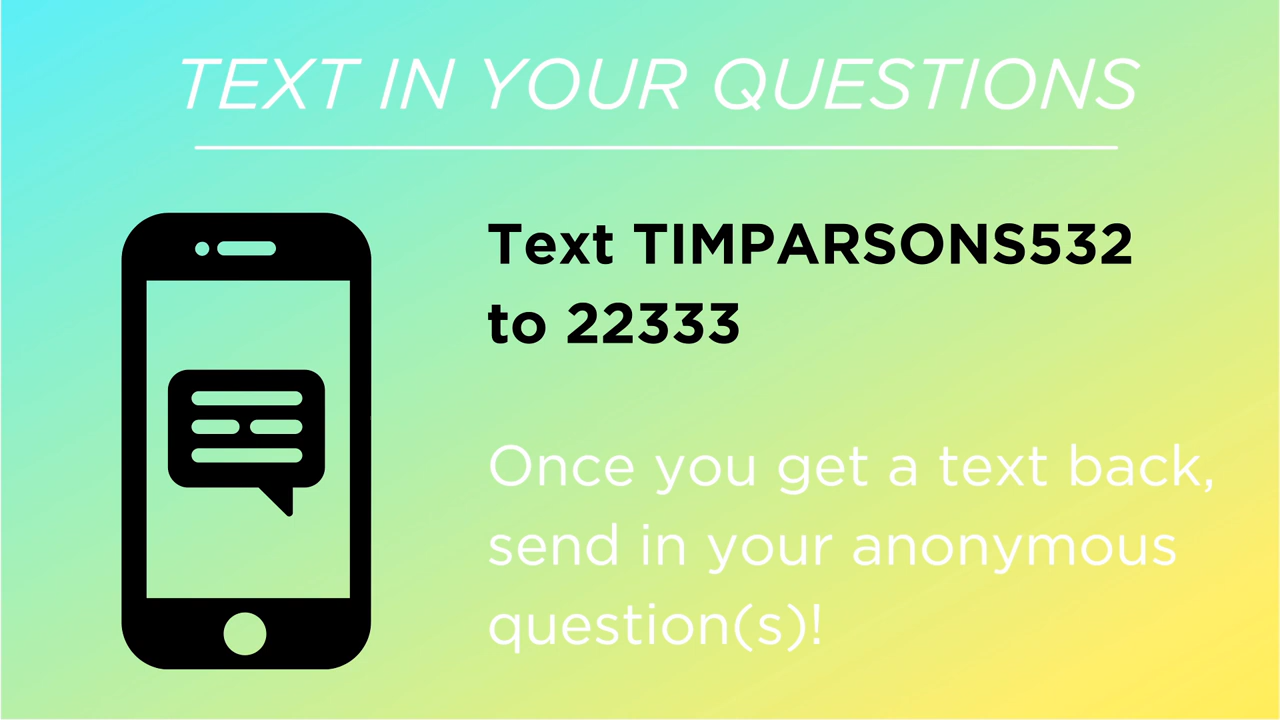 TEXT IN YOUR QUESTIONS
Text TIMPARSONS532
to 22333
Once you get a text back,
send in your anonymous
question(s)!